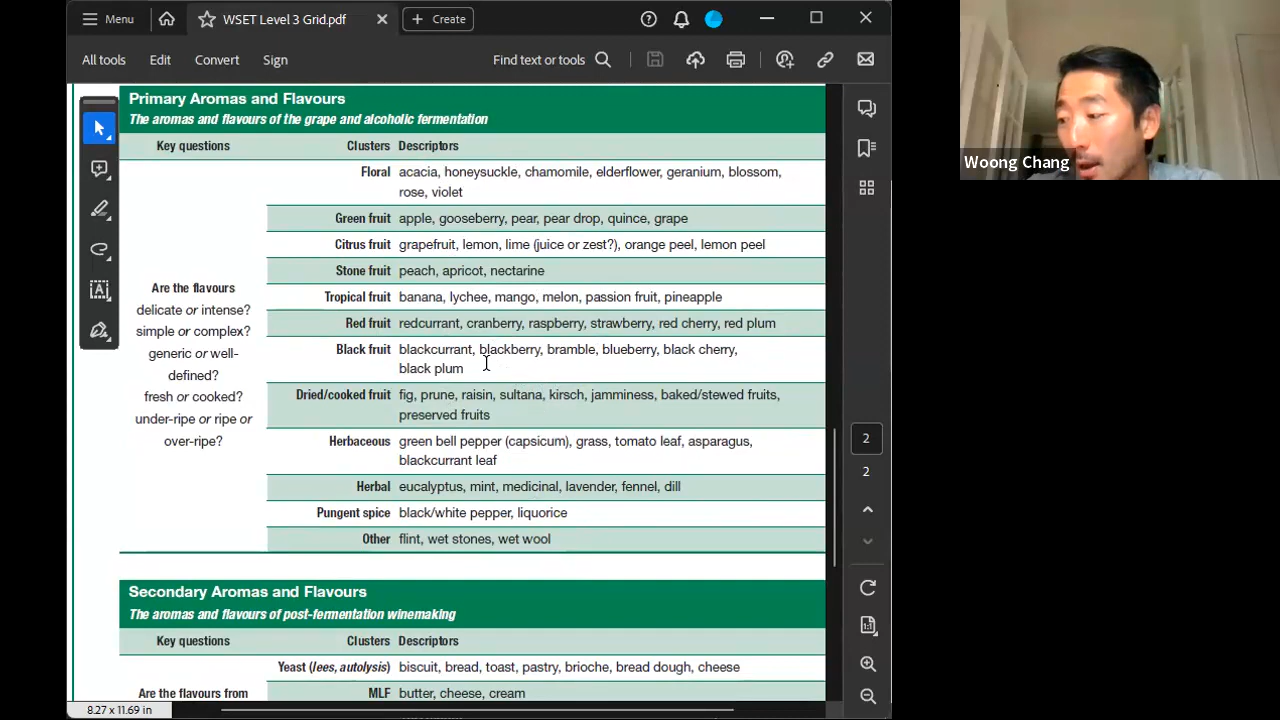 Menu
WSET Level 3 Grid.pdf
Create
All tools
Edit
Convert
Sign
Find text or tools
Primary Aromas and Flavours
The aromas and flavours of the grape and alcoholic fermentation
Key questions
Clusters
Descriptors
Are the flavours
delicate or intense?
simple or complex?
generic or well-
defined?
fresh or cooked?
under-ripe or ripe or
over-ripe?
Floral
acacia, honeysuckle, chamomile, elderflower, geranium, blossom,
rose, violet
Green fruit
apple, gooseberry, pear, pear drop, quince, grape
Citrus fruit
grapefruit, lemon, lime (juice or zest?), orange peel, lemon peel
Stone fruit
peach, apricot, nectarine
Tropical fruit
banana, lychee, mango, melon, passion fruit, pineapple
Red fruit
redcurrant, cranberry, raspberry, strawberry, red cherry, red plum
Black fruit
blackcurrant, blackberry, bramble, blueberry, black cherry,
black plum
Dried/cooked fruit
fig, prune, raisin, sultana, kirsch, jamminess, baked/stewed fruits,
preserved fruits
Herbaceous
green bell pepper (capsicum), grass, tomato leaf, asparagus,
blackcurrant leaf
Herbal
eucalyptus, mint, medicinal, lavender, fennel, dill
Pungent spice
black/white pepper, liquorice
Other
flint, wet stones, wet wool
Secondary Aromas and Flavours
The aromas and flavours of post-fermentation winemaking
Key questions
Clusters
Descriptors
Are the flavours from
Yeast (lees, autolysis)
biscuit, bread, toast, pastry, brioche, bread dough, cheese
MLF
butter, cheese, cream
8.27 x 11.69 in
2
2
1:1
Woong Chang